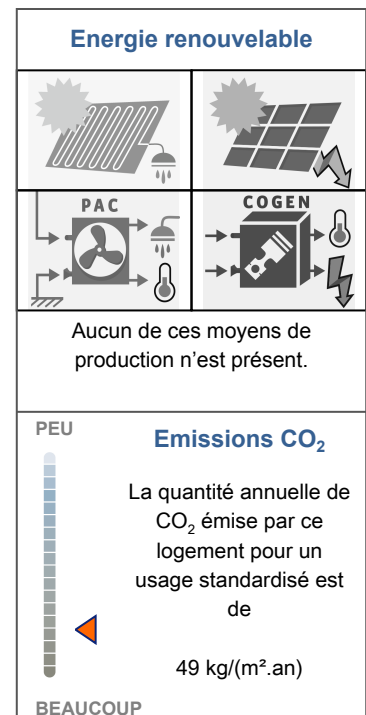 Energie renouvelable
PAC
COGEN
Aucun de ces moyens de
production n’est présent.
PEU
Emissions CO₂
La quantité annuelle de
CO₂ émise par ce
logement pour un
usage standardisé est
de
49 kg/(m².an)
BEAUCOUP